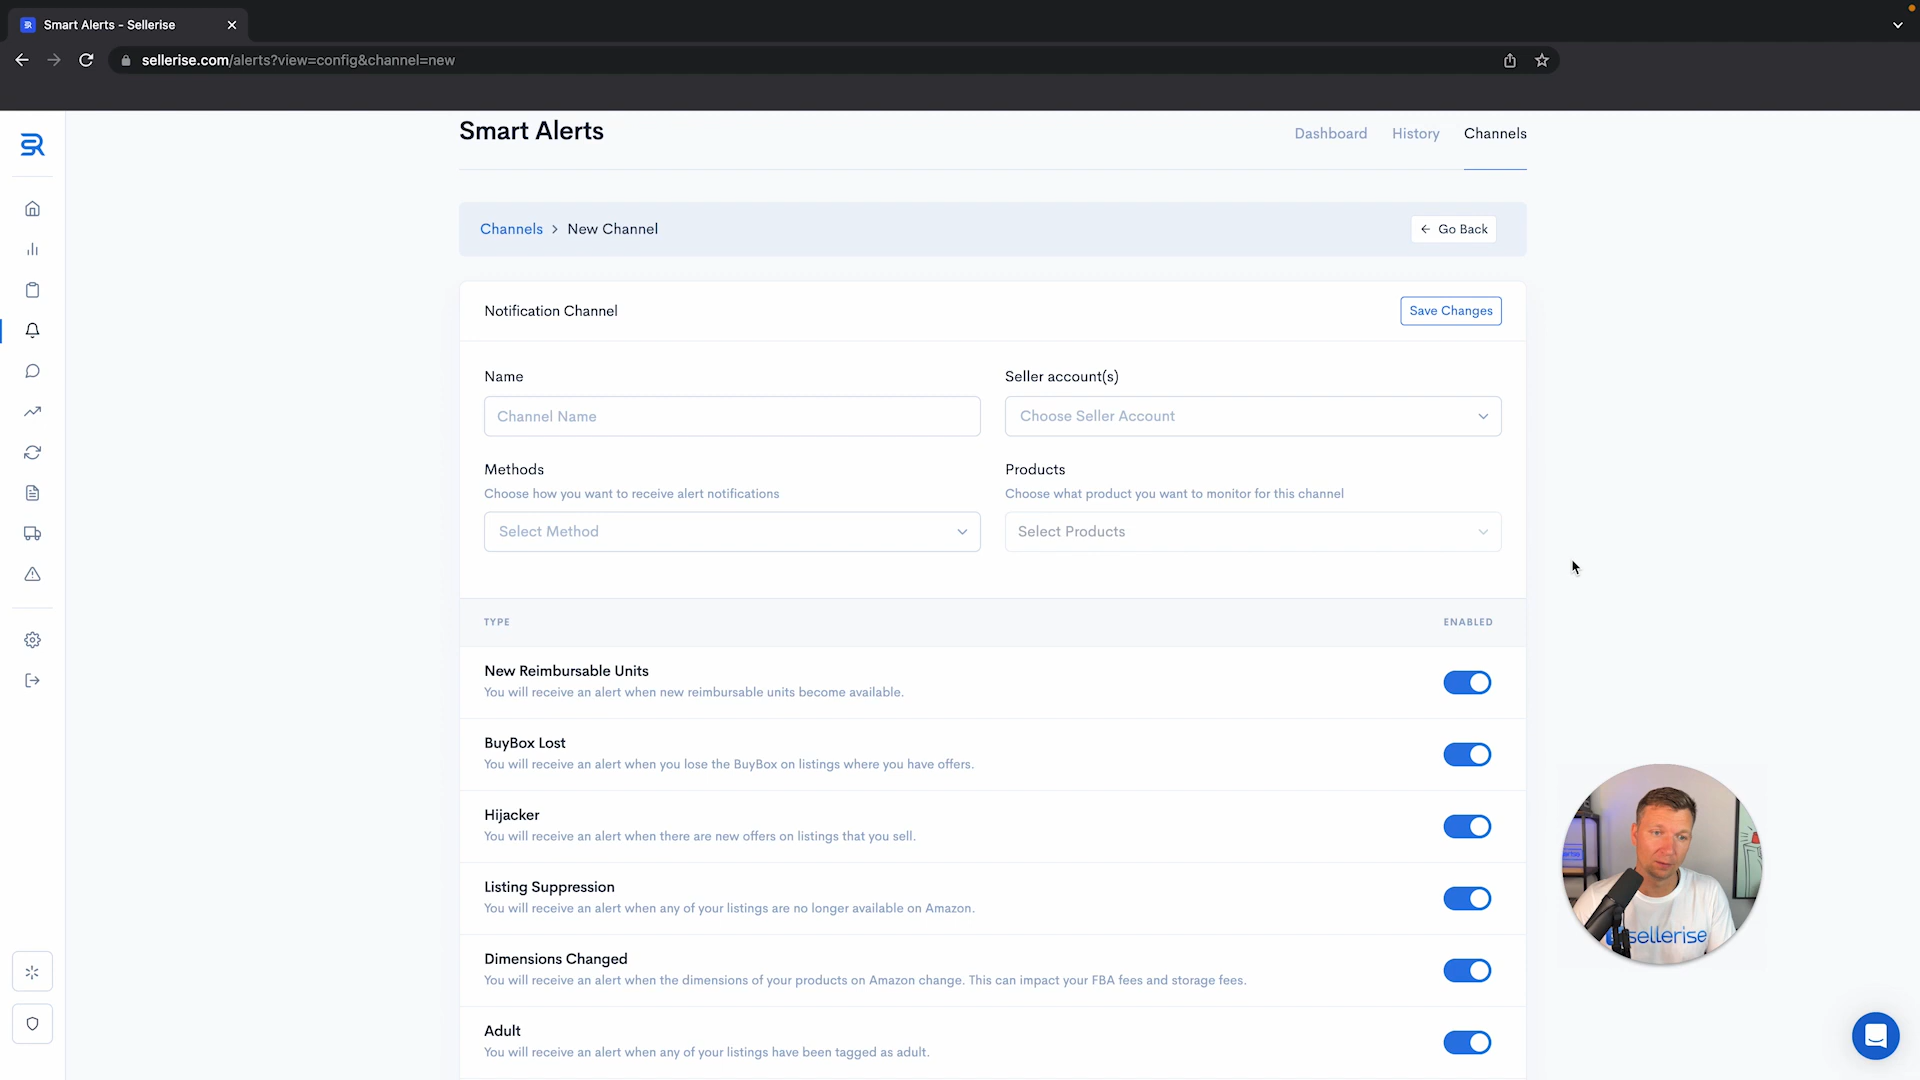 Smart Alerts - Sellerise
sellerise.com/alerts?view=config&channel=new
Smart Alerts
Dashboard
History
Channels
Channels > New Channel
← Go Back
Notification Channel
Save Changes
Name
Seller account(s)
Channel Name
Choose Seller Account
Methods
Products
Choose how you want to receive alert notifications
Choose what product you want to monitor for this channel
Select Method
Select Products
TYPE
ENABLED
New Reimbursable Units
You will receive an alert when new reimbursable units become available.
BuyBox Lost
You will receive an alert when you lose the BuyBox on listings where you have offers.
Hijacker
You will receive an alert when there are new offers on listings that you sell.
Listing Suppression
You will receive an alert when any of your listings are no longer available on Amazon.
Dimensions Changed
You will receive an alert when the dimensions of your products on Amazon change. This can impact your FBA fees and storage fees.
Adult
You will receive an alert when any of your listings have been tagged as adult.
sellerise